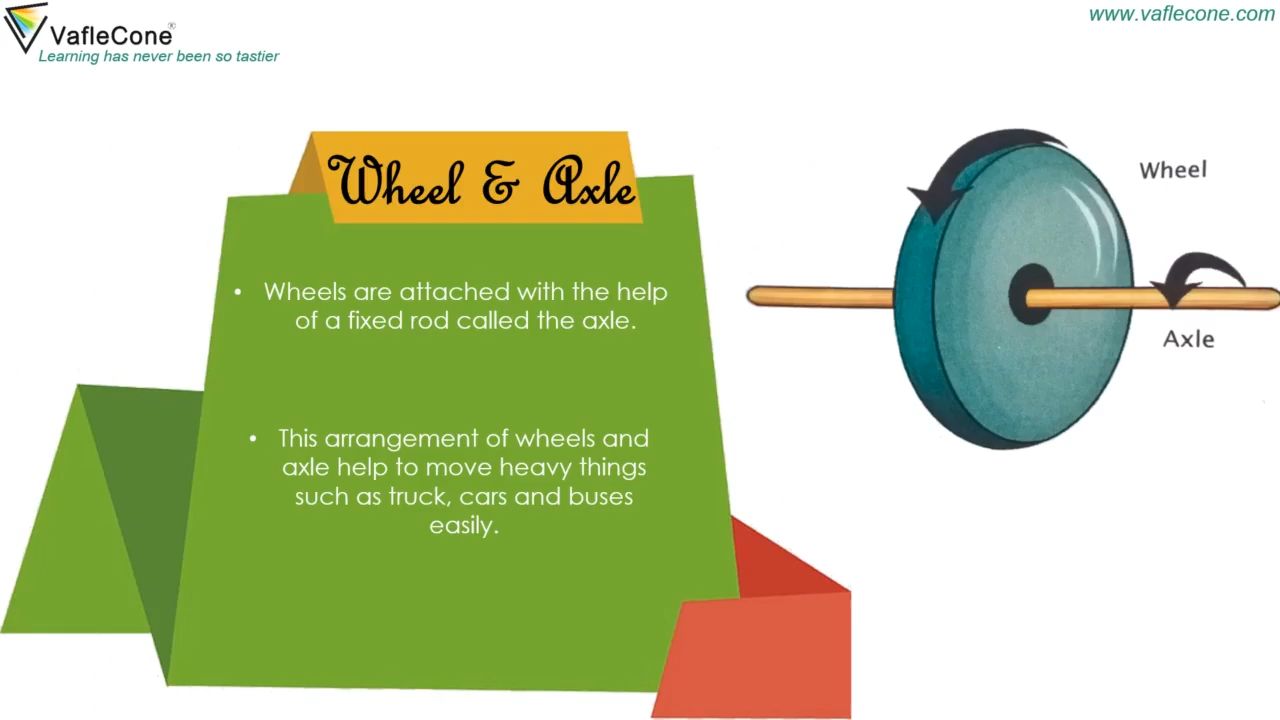 VafleCone®
Learning has never been so tastier
www.vaflecone.com
Wheel & Axle
• Wheels are attached with the help
of a fixed rod called the axle.
• This arrangement of wheels and
axle help to move heavy things
such as truck, cars and buses
easily.
Wheel
Axle